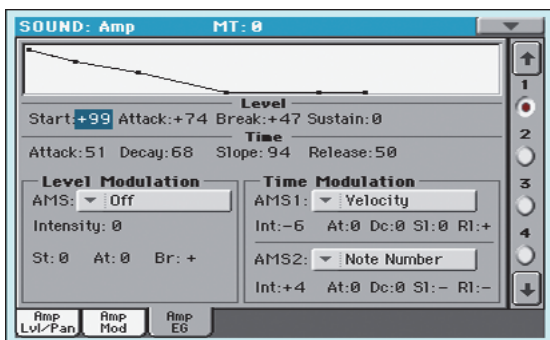 SOUND: Amp MT: 0
Level
Start:+99 Attack:+74 Break:+47 Sustain:0
Time
Attack:51 Decay:68 Slope:94 Release:50
Level Modulation
AMS: Off
Intensity: 0
St:0 At:0 Br:+
Time Modulation
AMS1: Velocity
Int:-6 At:0 Dc:0 Sl:0 Rl:+
AMS2: Note Number
Int:+4 At:0 Dc:0 Sl:- Rl:-
1
2
3
4
Amp Lvl/Pan
Amp Mod
Amp EG